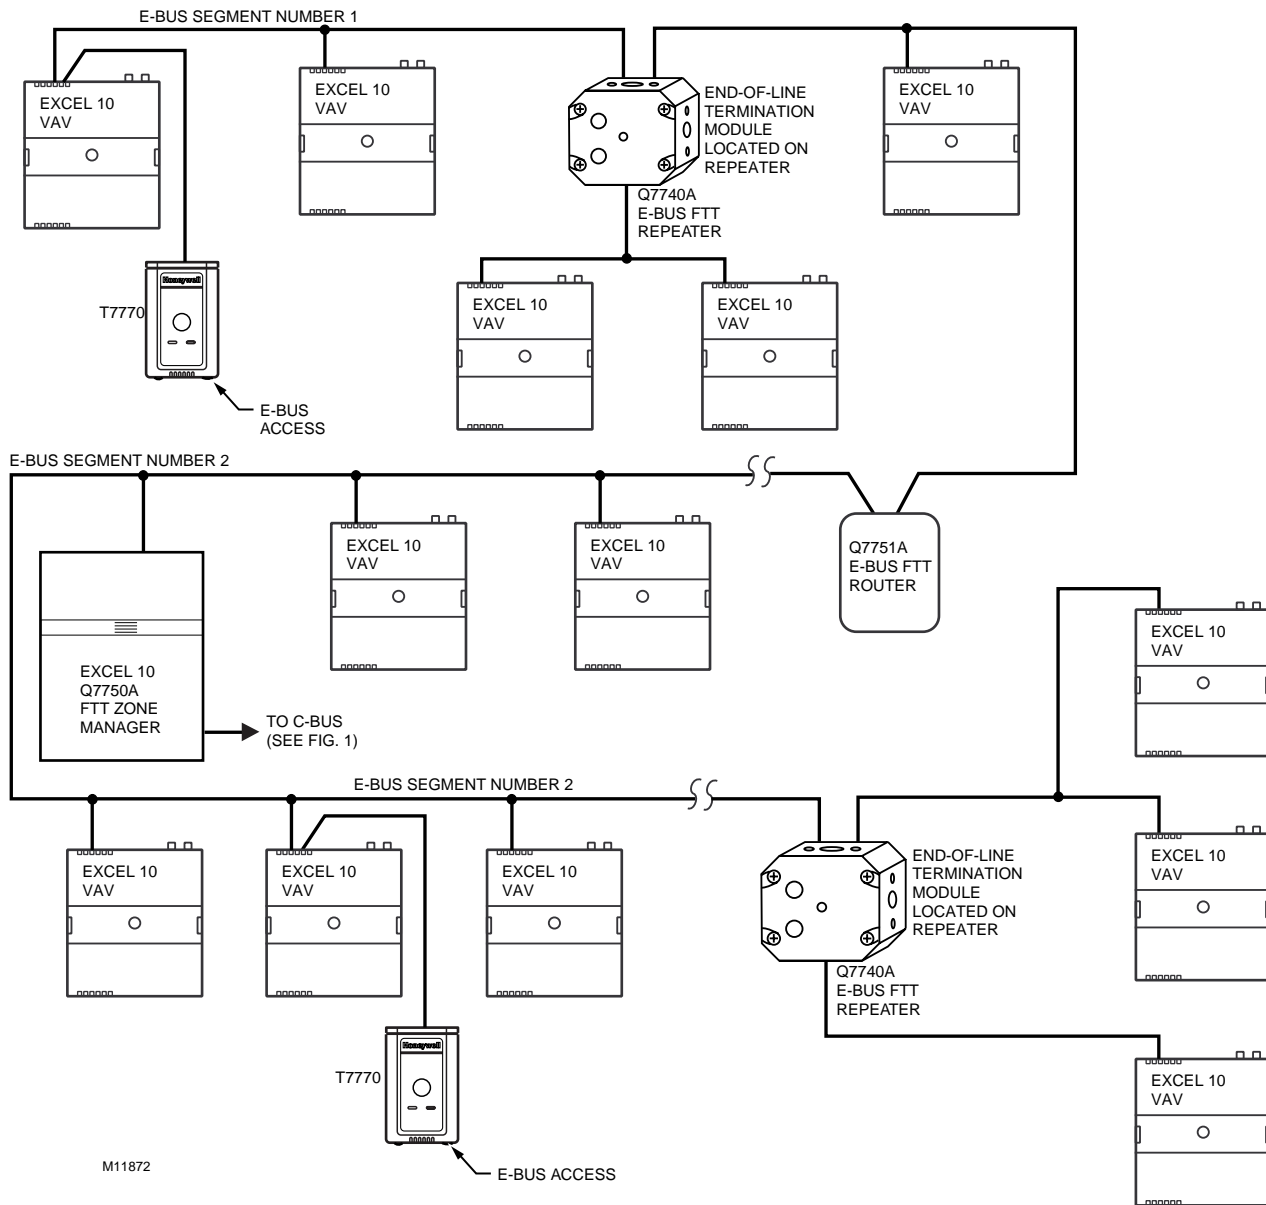 E-BUS SEGMENT NUMBER 1
EXCEL 10
VAV
EXCEL 10
VAV
END-OF-LINE
TERMINATION
MODULE
LOCATED ON
REPEATER
EXCEL 10
VAV
Q7740A
E-BUS FTT
REPEATER
Honeywell
T7770
E-BUS
ACCESS
EXCEL 10
VAV
EXCEL 10
VAV
E-BUS SEGMENT NUMBER 2
EXCEL 10
VAV
EXCEL 10
VAV
Q7751A
E-BUS FTT
ROUTER
EXCEL 10
Q7750A
FTT ZONE
MANAGER
TO C-BUS
(SEE FIG. 1)
EXCEL 10
VAV
E-BUS SEGMENT NUMBER 2
EXCEL 10
VAV
EXCEL 10
VAV
EXCEL 10
VAV
END-OF-LINE
TERMINATION
MODULE
LOCATED ON
REPEATER
EXCEL 10
VAV
Q7740A
E-BUS FTT
REPEATER
Honeywell
T7770
E-BUS ACCESS
EXCEL 10
VAV
M11872